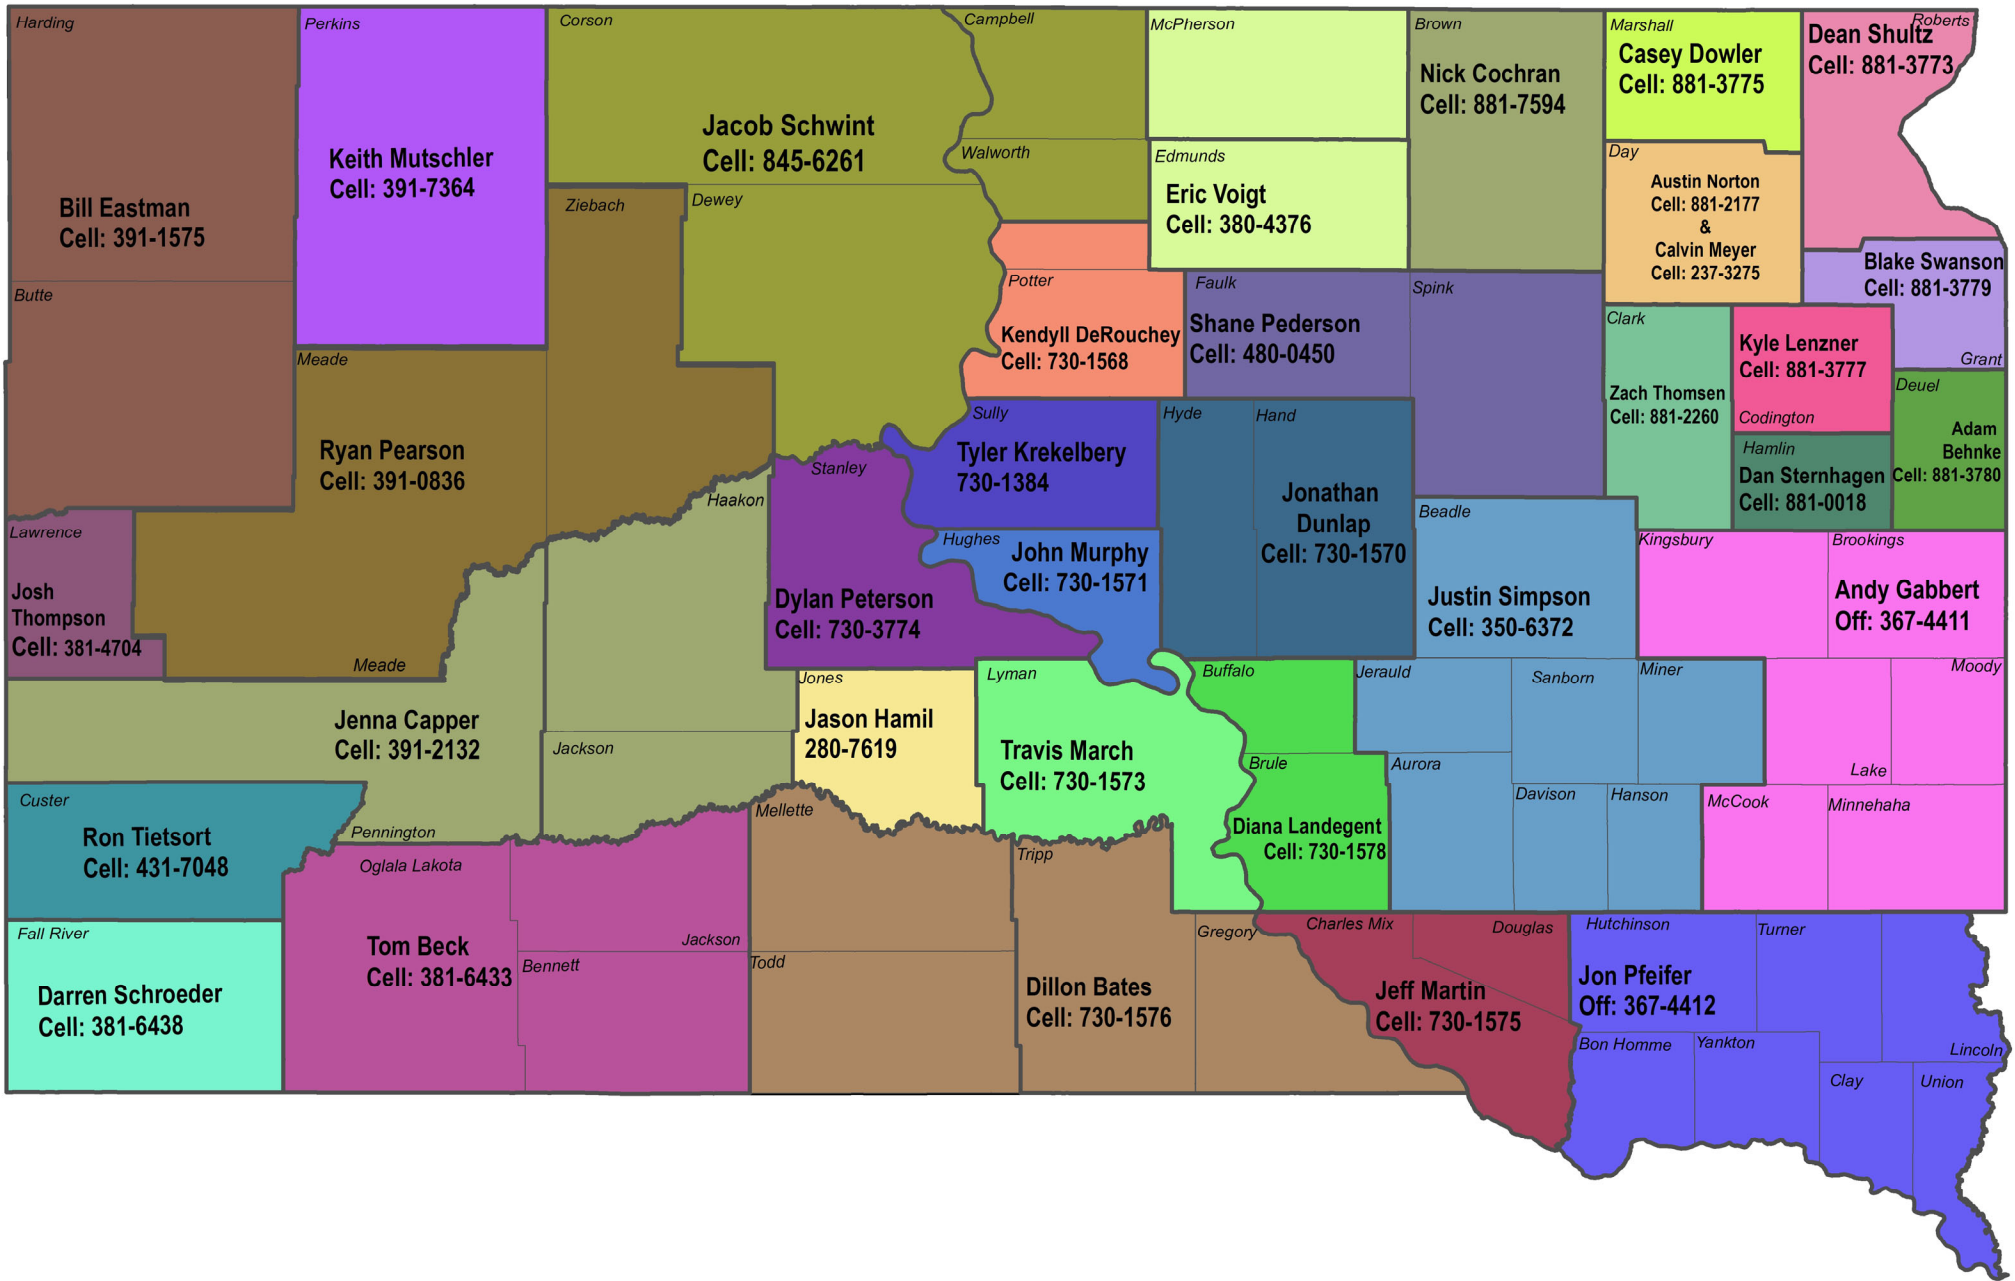 Harding
Bill Eastman
Cell: 391-1575
Butte
Perkins
Keith Mutschler
Cell: 391-7364
Corson
Jacob Schwint
Cell: 845-6261
Campbell
Walworth
Dewey
Ziebach
McPherson
Edmunds
Eric Voigt
Cell: 380-4376
Brown
Nick Cochran
Cell: 881-7594
Marshall
Casey Dowler
Cell: 881-3775
Roberts
Dean Shultz
Cell: 881-3773
Day
Austin Norton
Cell: 881-2177
&
Calvin Meyer
Cell: 237-3275
Blake Swanson
Cell: 881-3779
Grant
Meade
Ryan Pearson
Cell: 391-0836
Meade
Potter
Kendyll DeRouchey
Cell: 730-1568
Faulk
Shane Pederson
Cell: 480-0450
Spink
Clark
Zach Thomsen
Cell: 881-2260
Kyle Lenzner
Cell: 881-3777
Codington
Deuel
Adam
Behnke
Cell: 881-3780
Hamlin
Dan Sternhagen
Cell: 881-0018
Sully
Tyler Krekelbery
730-1384
Hyde
Hand
Jonathan
Dunlap
Cell: 730-1570
Stanley
Dylan Peterson
Cell: 730-3774
Haakon
Hughes
John Murphy
Cell: 730-1571
Beadle
Justin Simpson
Cell: 350-6372
Kingsbury
Brookings
Andy Gabbert
Off: 367-4411
Lawrence
Josh
Thompson
Cell: 381-4704
Jenna Capper
Cell: 391-2132
Jackson
Pennington
Jones
Jason Hamil
280-7619
Lyman
Travis March
Cell: 730-1573
Buffalo
Brule
Diana Landegent
Cell: 730-1578
Jerauld
Sanborn
Miner
Aurora
Davison
Hanson
Moody
Lake
McCook
Minnehaha
Custer
Ron Tietsort
Cell: 431-7048
Fall River
Darren Schroeder
Cell: 381-6438
Oglala Lakota
Tom Beck
Cell: 381-6433
Jackson
Bennett
Mellette
Todd
Tripp
Dillon Bates
Cell: 730-1576
Gregory
Charles Mix
Douglas
Jeff Martin
Cell: 730-1575
Hutchinson
Turner
Jon Pfeifer
Off: 367-4412
Lincoln
Bon Homme
Yankton
Clay
Union